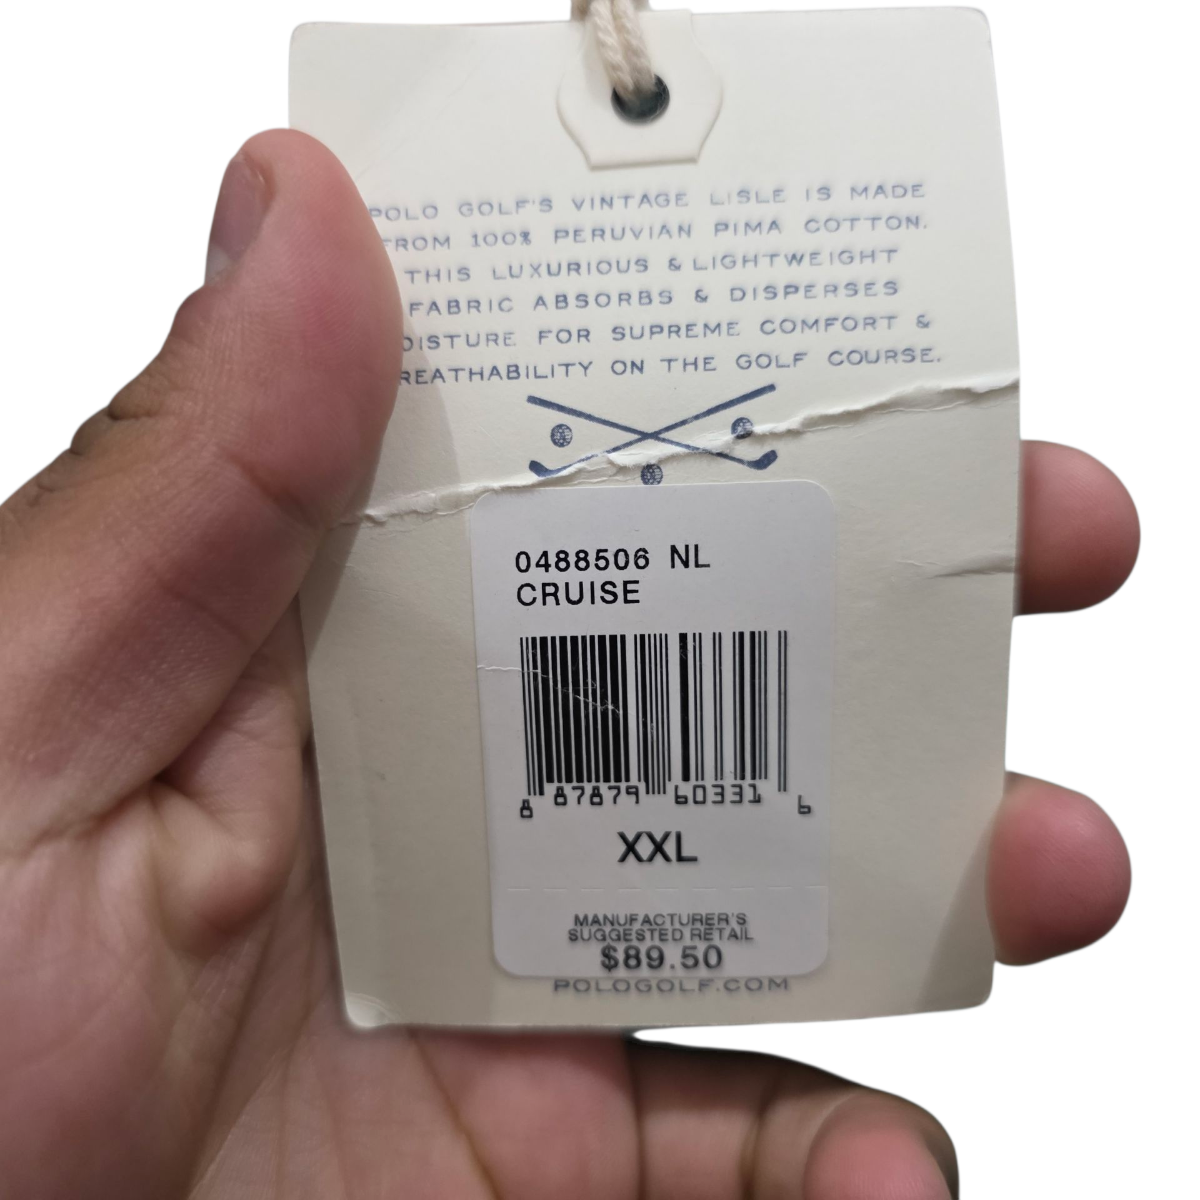 POLO GOLF'S VINTAGE LISLE IS MADE
FROM 100% PERUVIAN PIMA COTTON.
THIS LUXURIOUS & LIGHTWEIGHT
FABRIC ABSORBS & DISPERSES
OISTURE FOR SUPREME COMFORT &
REATHABILITY ON THE GOLF COURSE.
0488506 NL
CRUISE
8 87879 60331 6
XXL
MANUFACTURER'S
SUGGESTED RETAIL
$89.50
POLOGOLF.COM